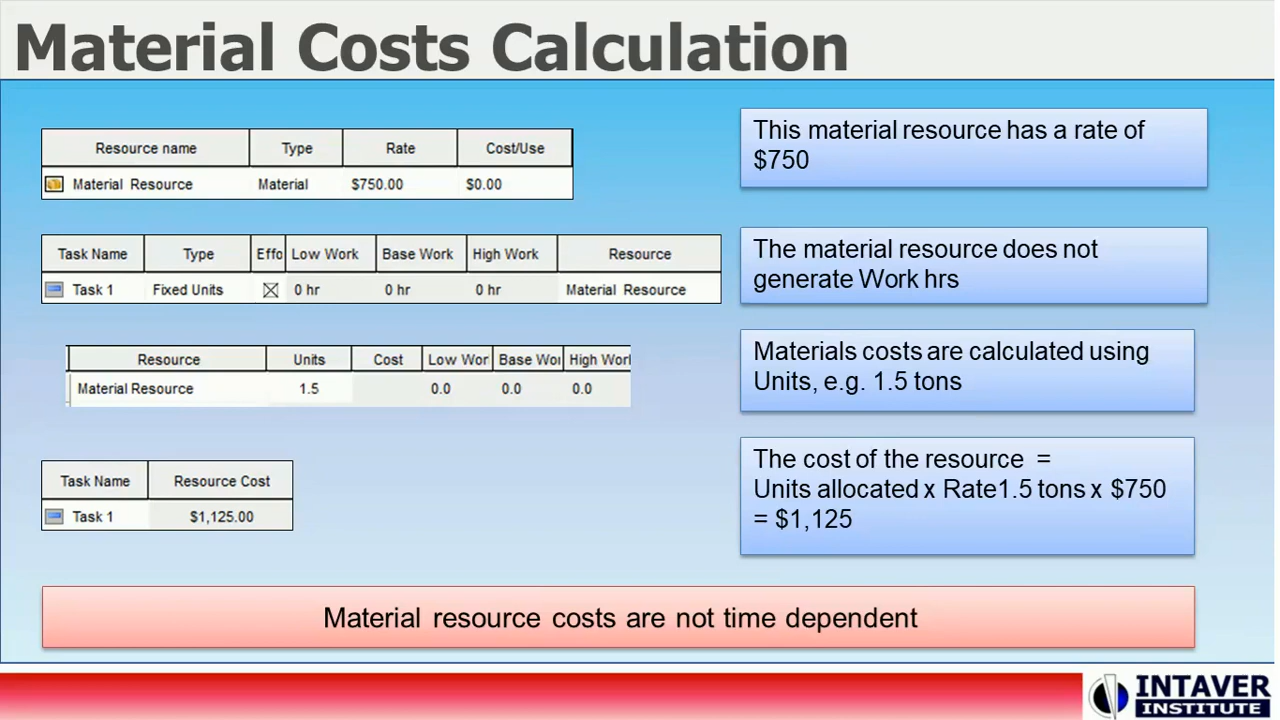 Material Costs Calculation
Resource name Type Rate Cost/Use
Material Resource Material $750.00 $0.00
This material resource has a rate of
$750
Task Name Type Effo Low Work Base Work High Work Resource
Task 1 Fixed Units 0 hr 0 hr 0 hr Material Resource
The material resource does not
generate Work hrs
Resource Units Cost Low Wor Base Wor High Work
Material Resource 1.5 0.0 0.0 0.0
Materials costs are calculated using
Units, e.g. 1.5 tons
Task Name Resource Cost
Task 1 $1,125.00
The cost of the resource =
Units allocated x Rate1.5 tons x $750
= $1,125
Material resource costs are not time dependent
INTAVER
INSTITUTE